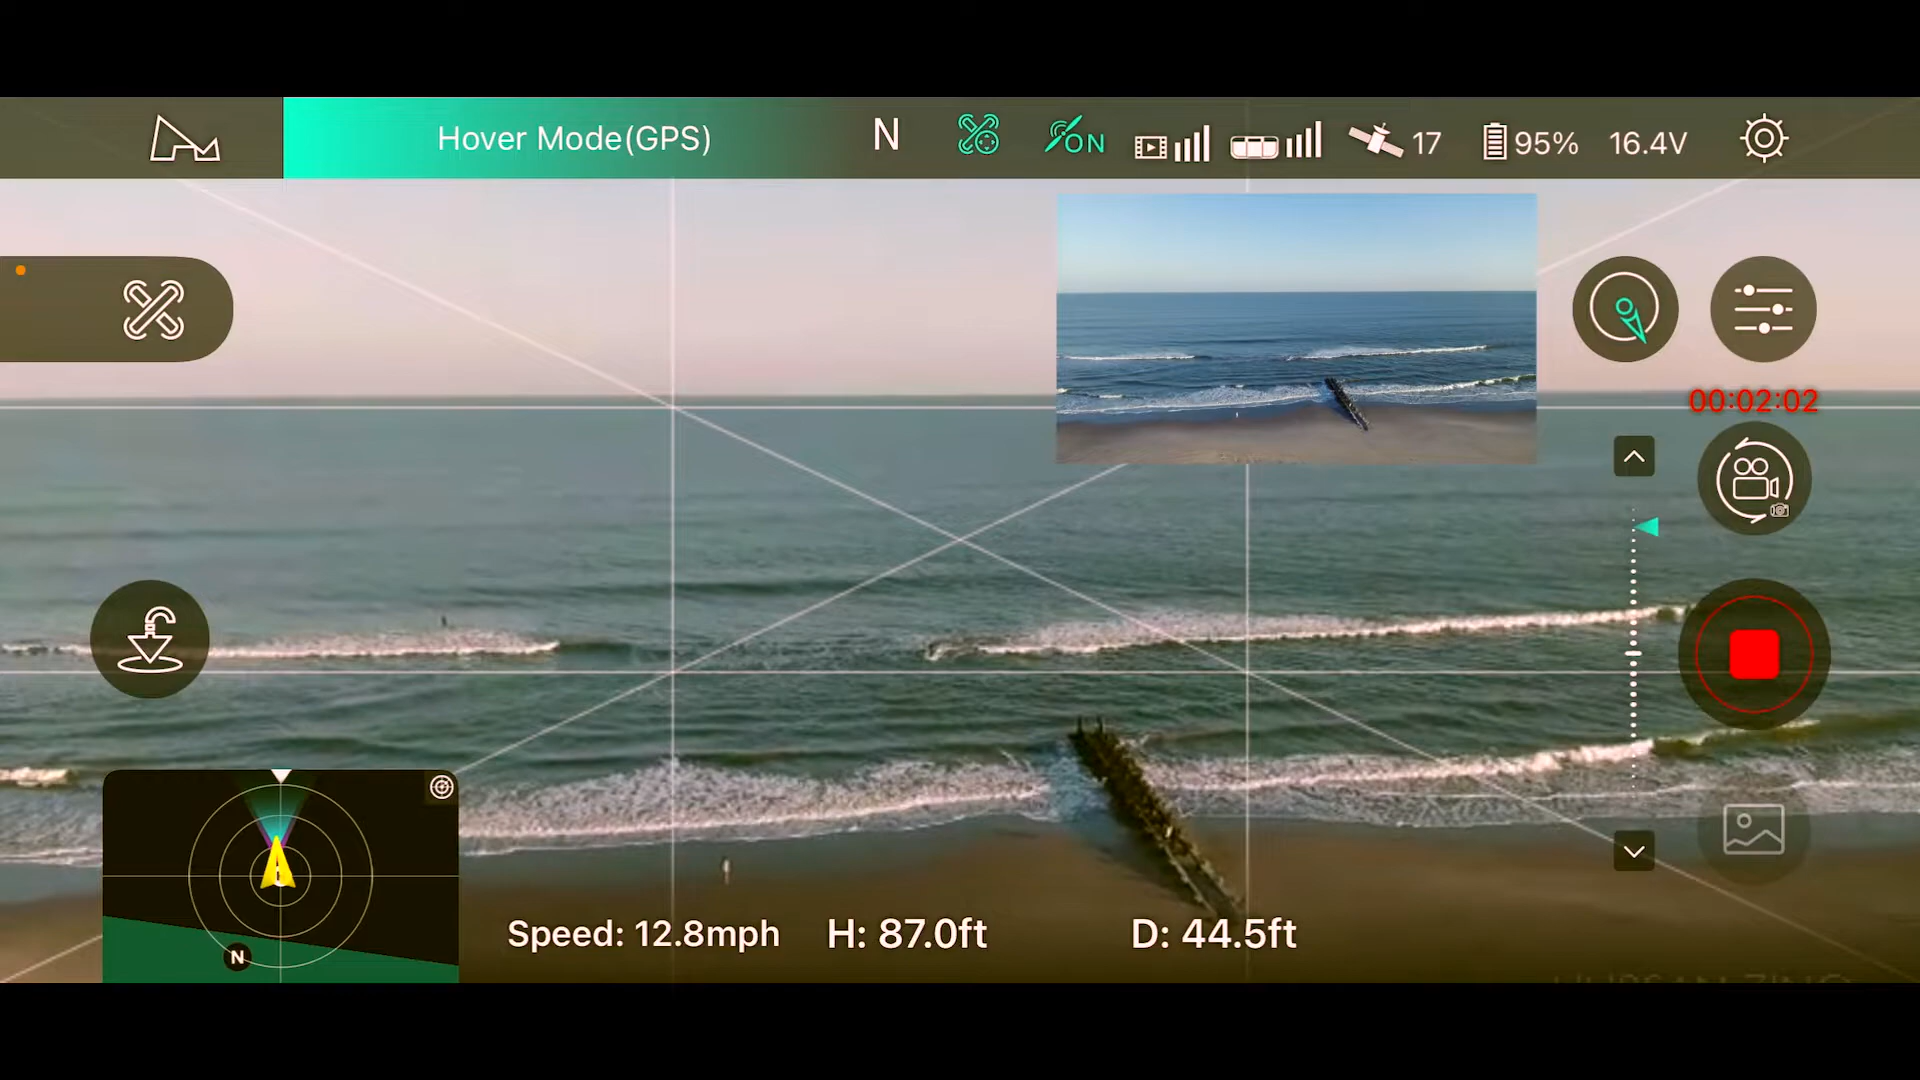 Hover Mode(GPS) N ON 17 95% 16.4V
00:02:02
N
Speed: 12.8mph H: 87.0ft D: 44.5ft